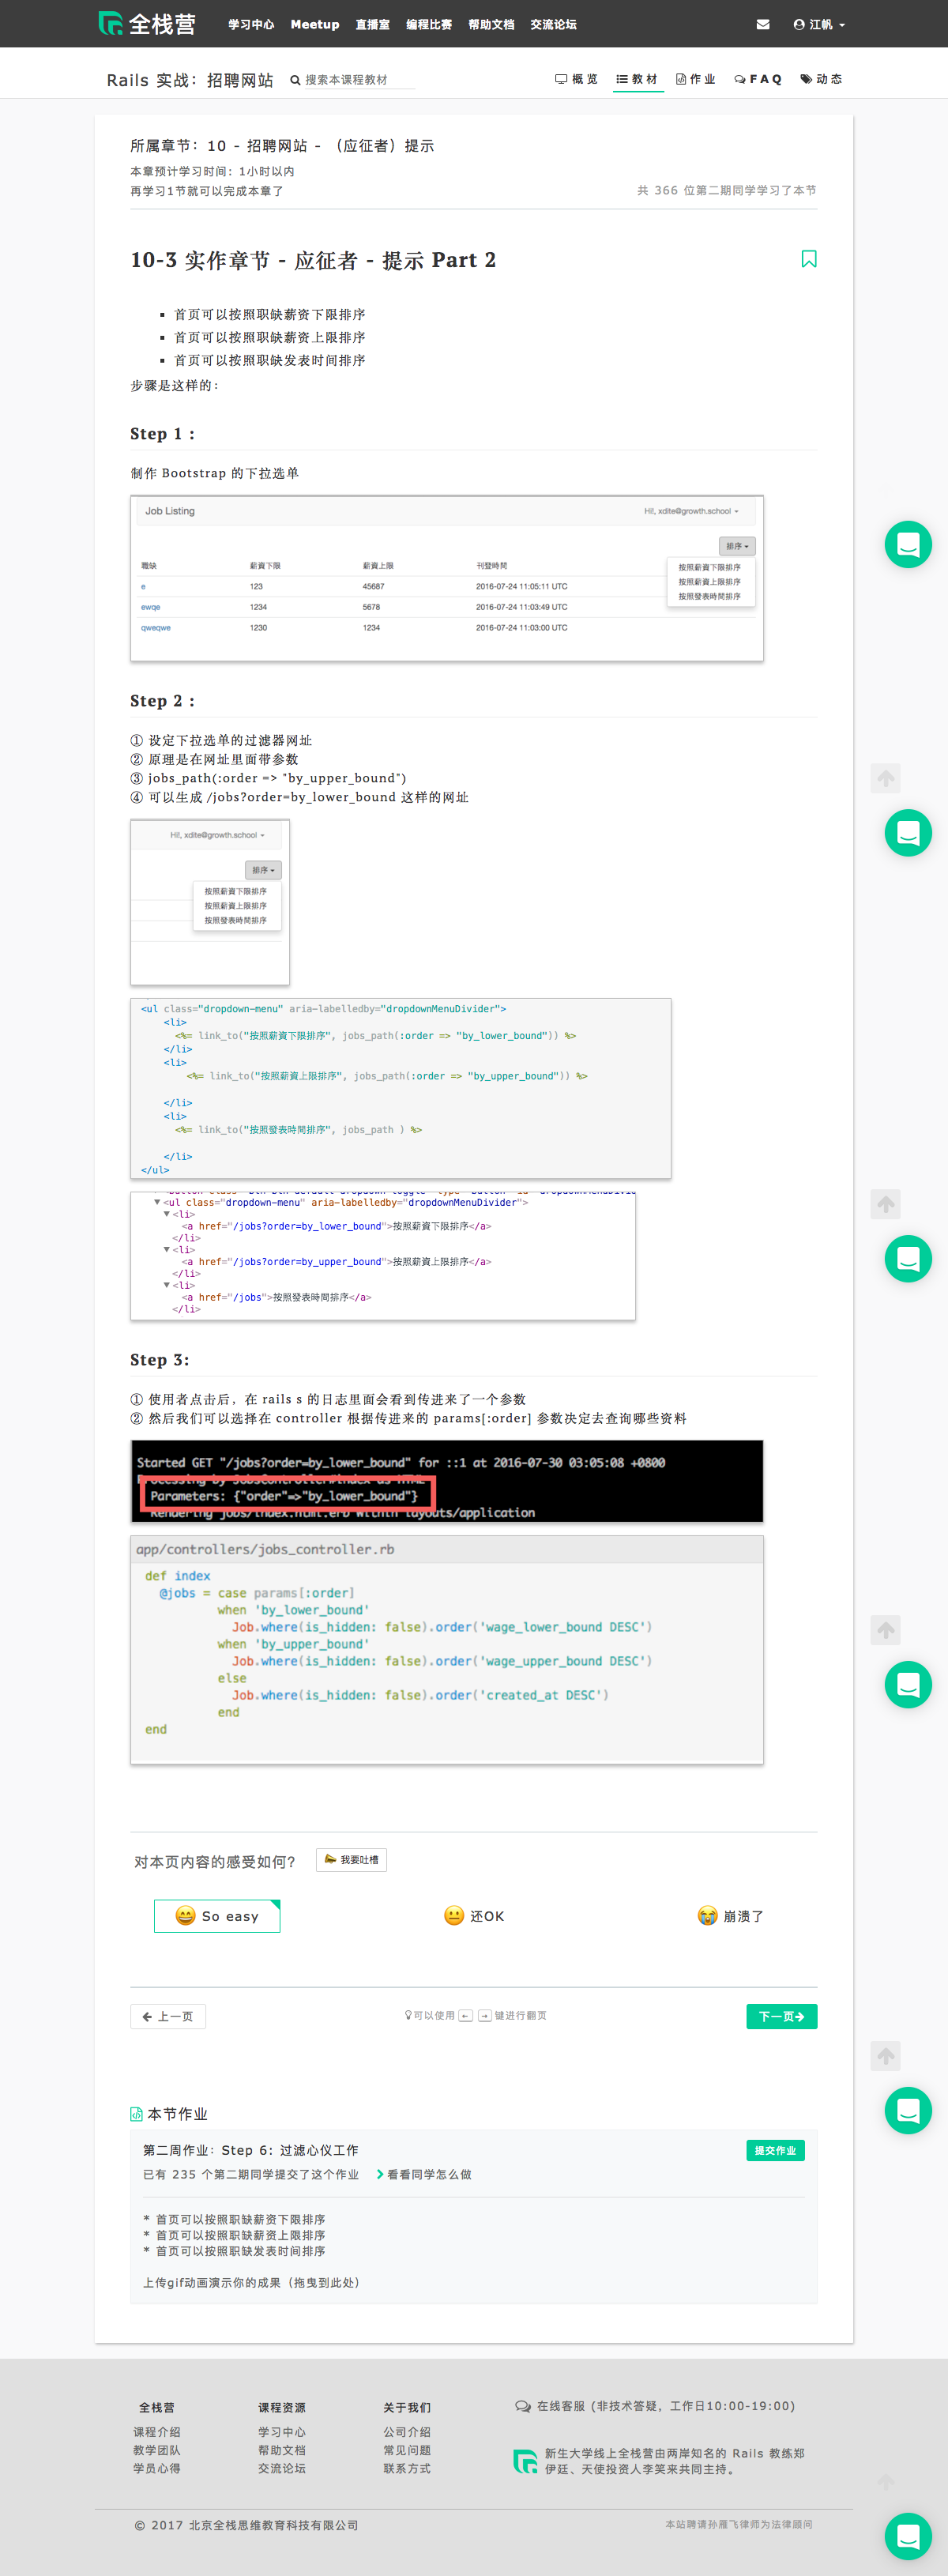 全栈营 学习中心 Meetup 直播室 编程比赛 帮助文档 交流论坛 江帆
Rails 实战：招聘网站 搜索本课程教材 概览 教材 作业 FAQ 动态
所属章节：10 - 招聘网站 - （应征者）提示
本章预计学习时间：1小时以内
再学习1节就可以完成本章了 共 366 位第二期同学学习了本节
10-3 实作章节 - 应征者 - 提示 Part 2
首页可以按照职缺薪资下限排序
首页可以按照职缺薪资上限排序
首页可以按照职缺发表时间排序
步骤是这样的：
Step 1 :
制作 Bootstrap 的下拉选单
Job Listing Hi!, xdite@growth.school
排序
職缺 薪資下限 薪資上限 刊登時間
按照薪資下限排序
按照薪資上限排序
按照發表時間排序
e 123 45687 2016-07-24 11:05:11 UTC
ewqe 1234 5678 2016-07-24 11:03:49 UTC
qweqwe 1230 1234 2016-07-24 11:03:00 UTC
Step 2 :
① 设定下拉选单的过滤器网址
② 原理是在网址里面带参数
③ jobs_path(:order => "by_upper_bound")
④ 可以生成 /jobs?order=by_lower_bound 这样的网址
Hi!, xdite@growth.school
排序
按照薪資下限排序
按照薪資上限排序
按照發表時間排序
<ul class="dropdown-menu" aria-labelledby="dropdownMenuDivider">
<li>
<%= link_to("按照薪資下限排序", jobs_path(:order => "by_lower_bound")) %>
</li>
<li>
<%= link_to("按照薪資上限排序", jobs_path(:order => "by_upper_bound")) %>
</li>
<li>
<%= link_to("按照發表時間排序", jobs_path ) %>
</li>
</ul>
<ul class="dropdown-menu" aria-labelledby="dropdownMenuDivider">
<li>
<a href="/jobs?order=by_lower_bound">按照薪資下限排序</a>
</li>
<li>
<a href="/jobs?order=by_upper_bound">按照薪資上限排序</a>
</li>
<li>
<a href="/jobs">按照發表時間排序</a>
</li>
Step 3:
① 使用者点击后，在 rails s 的日志里面会看到传进来了一个参数
② 然后我们可以选择在 controller 根据传进来的 params[:order] 参数决定去查询哪些资料
Started GET "/jobs?order=by_lower_bound" for ::1 at 2016-07-30 03:05:08 +0800
Processing by JobsController#index as HTML
Parameters: {"order"=>"by_lower_bound"}
Rendering jobs/index.html.erb within layouts/application
app/controllers/jobs_controller.rb
def index
@jobs = case params[:order]
when 'by_lower_bound'
Job.where(is_hidden: false).order('wage_lower_bound DESC')
when 'by_upper_bound'
Job.where(is_hidden: false).order('wage_upper_bound DESC')
else
Job.where(is_hidden: false).order('created_at DESC')
end
end
对本页内容的感受如何？ 我要吐槽
So easy 还OK 崩溃了
上一页 可以使用 ← → 键进行翻页 下一页
本节作业
第二周作业：Step 6: 过滤心仪工作 提交作业
已有 235 个第二期同学提交了这个作业 看看同学怎么做
* 首页可以按照职缺薪资下限排序
* 首页可以按照职缺薪资上限排序
* 首页可以按照职缺发表时间排序
上传gif动画演示你的成果（拖曳到此处）
全栈营 课程资源 关于我们 在线客服 (非技术答疑，工作日10:00-19:00)
课程介绍 学习中心 公司介绍
教学团队 帮助文档 常见问题 新生大学线上全栈营由两岸知名的 Rails 教练郑
学员心得 交流论坛 联系方式 伊廷、天使投资人李笑来共同主持。
© 2017 北京全栈思维教育科技有限公司 本站聘请孙雁飞律师为法律顾问